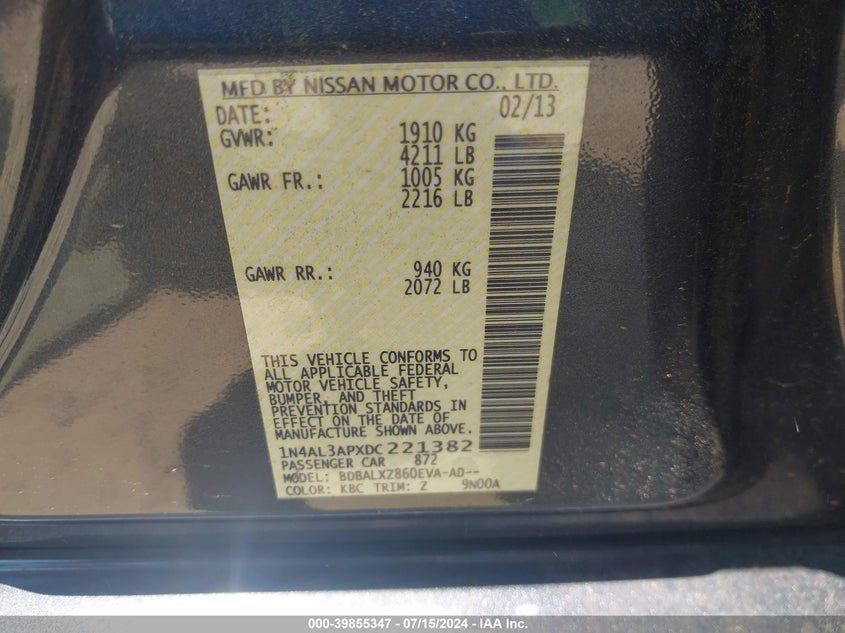 MFD BY NISSAN MOTOR CO., LTD.
DATE: 02/13
GVWR: 1910 KG
4211 LB
GAWR FR.: 1005 KG
2216 LB
GAWR RR.: 940 KG
2072 LB
THIS VEHICLE CONFORMS TO
ALL APPLICABLE FEDERAL
MOTOR VEHICLE SAFETY,
BUMPER, AND THEFT
PREVENTION STANDARDS IN
EFFECT ON THE DATE OF
MANUFACTURE SHOWN ABOVE.
1N4AL3APXDC221382
PASSENGER CAR 872
MODEL: BDBALXZ860EVA-AD--
COLOR: KBC TRIM: Z 9N00A
000-39855347 / 07/15/2024 - IAA Inc.